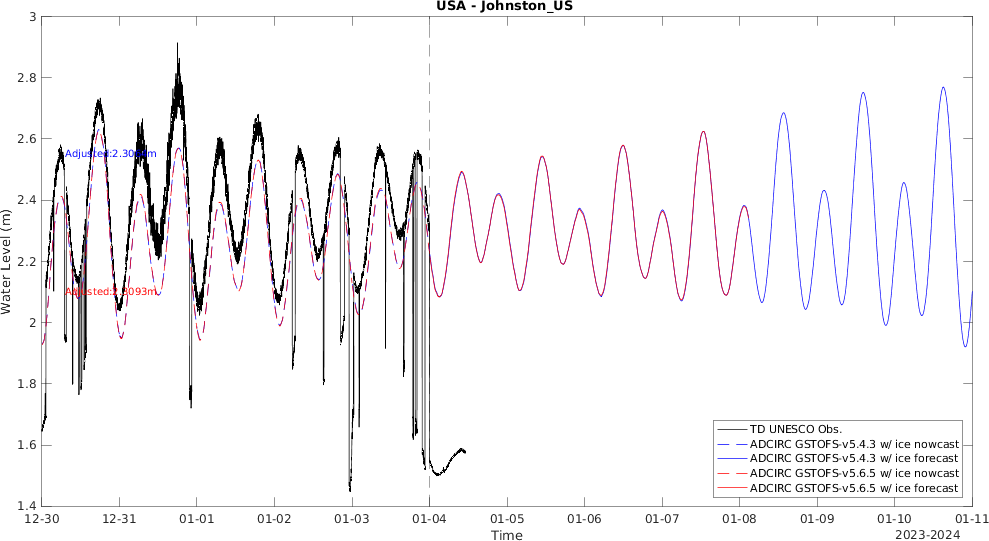 USA - Johnston_US
3
2.8
2.6
2.4
2.2
2
1.8
1.6
1.4
Water Level (m)
Adjusted:
m
Adjusted:
3093m
TD UNESCO Obs.
ADCIRC GSTOFS-v5.4.3 w/ ice nowcast
ADCIRC GSTOFS-v5.4.3 w/ ice forecast
ADCIRC GSTOFS-v5.6.5 w/ ice nowcast
ADCIRC GSTOFS-v5.6.5 w/ ice forecast
12-30 12-31 01-01 01-02 01-03 01-04 01-05 01-06 01-07 01-08 01-09 01-10 01-11
Time
2023-2024